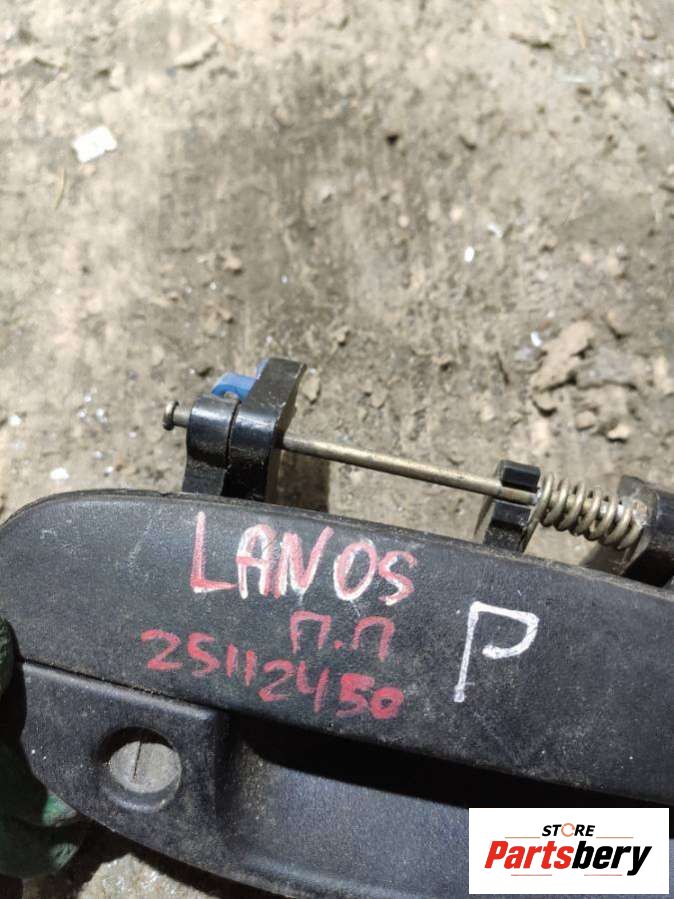 LANOS
П.П
25112450
P
STORE
Partsbery